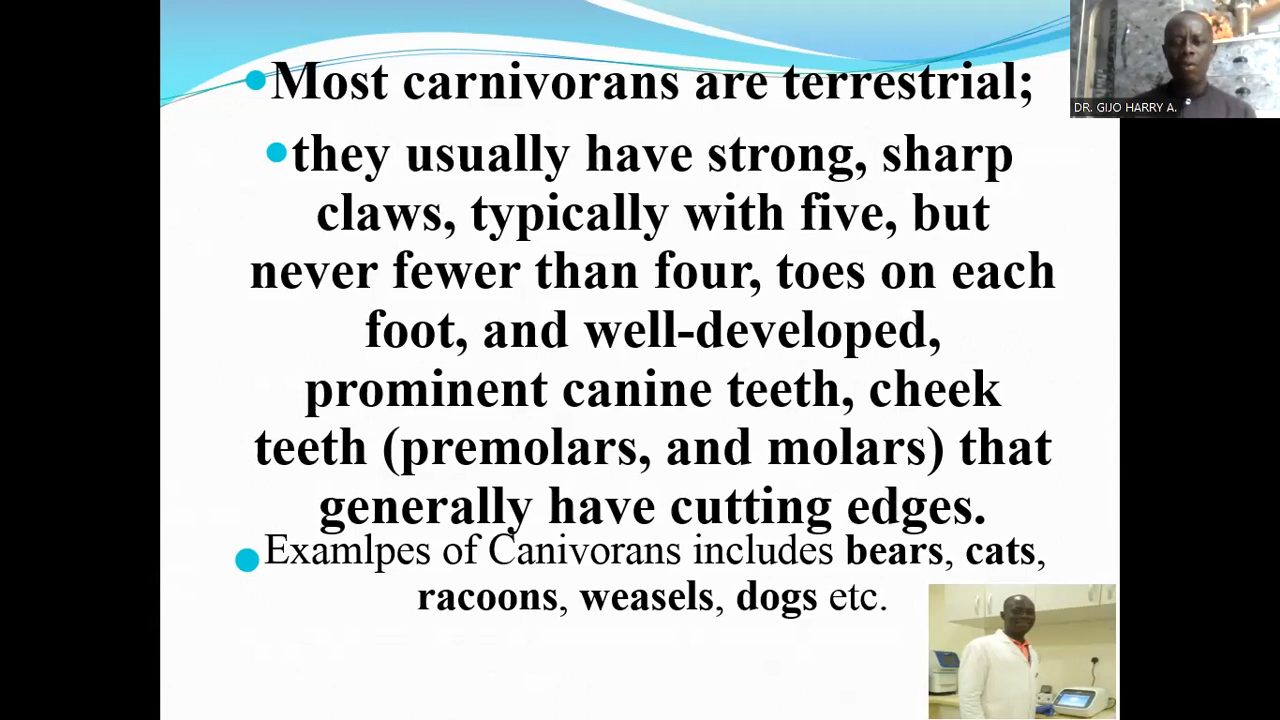 •Most carnivorans are terrestrial;
•they usually have strong, sharp
claws, typically with five, but
never fewer than four, toes on each
foot, and well-developed,
prominent canine teeth, cheek
teeth (premolars, and molars) that
generally have cutting edges.
•Examlpes of Canivorans includes bears, cats,
racoons, weasels, dogs etc.
DR. GIJO HARRY A.